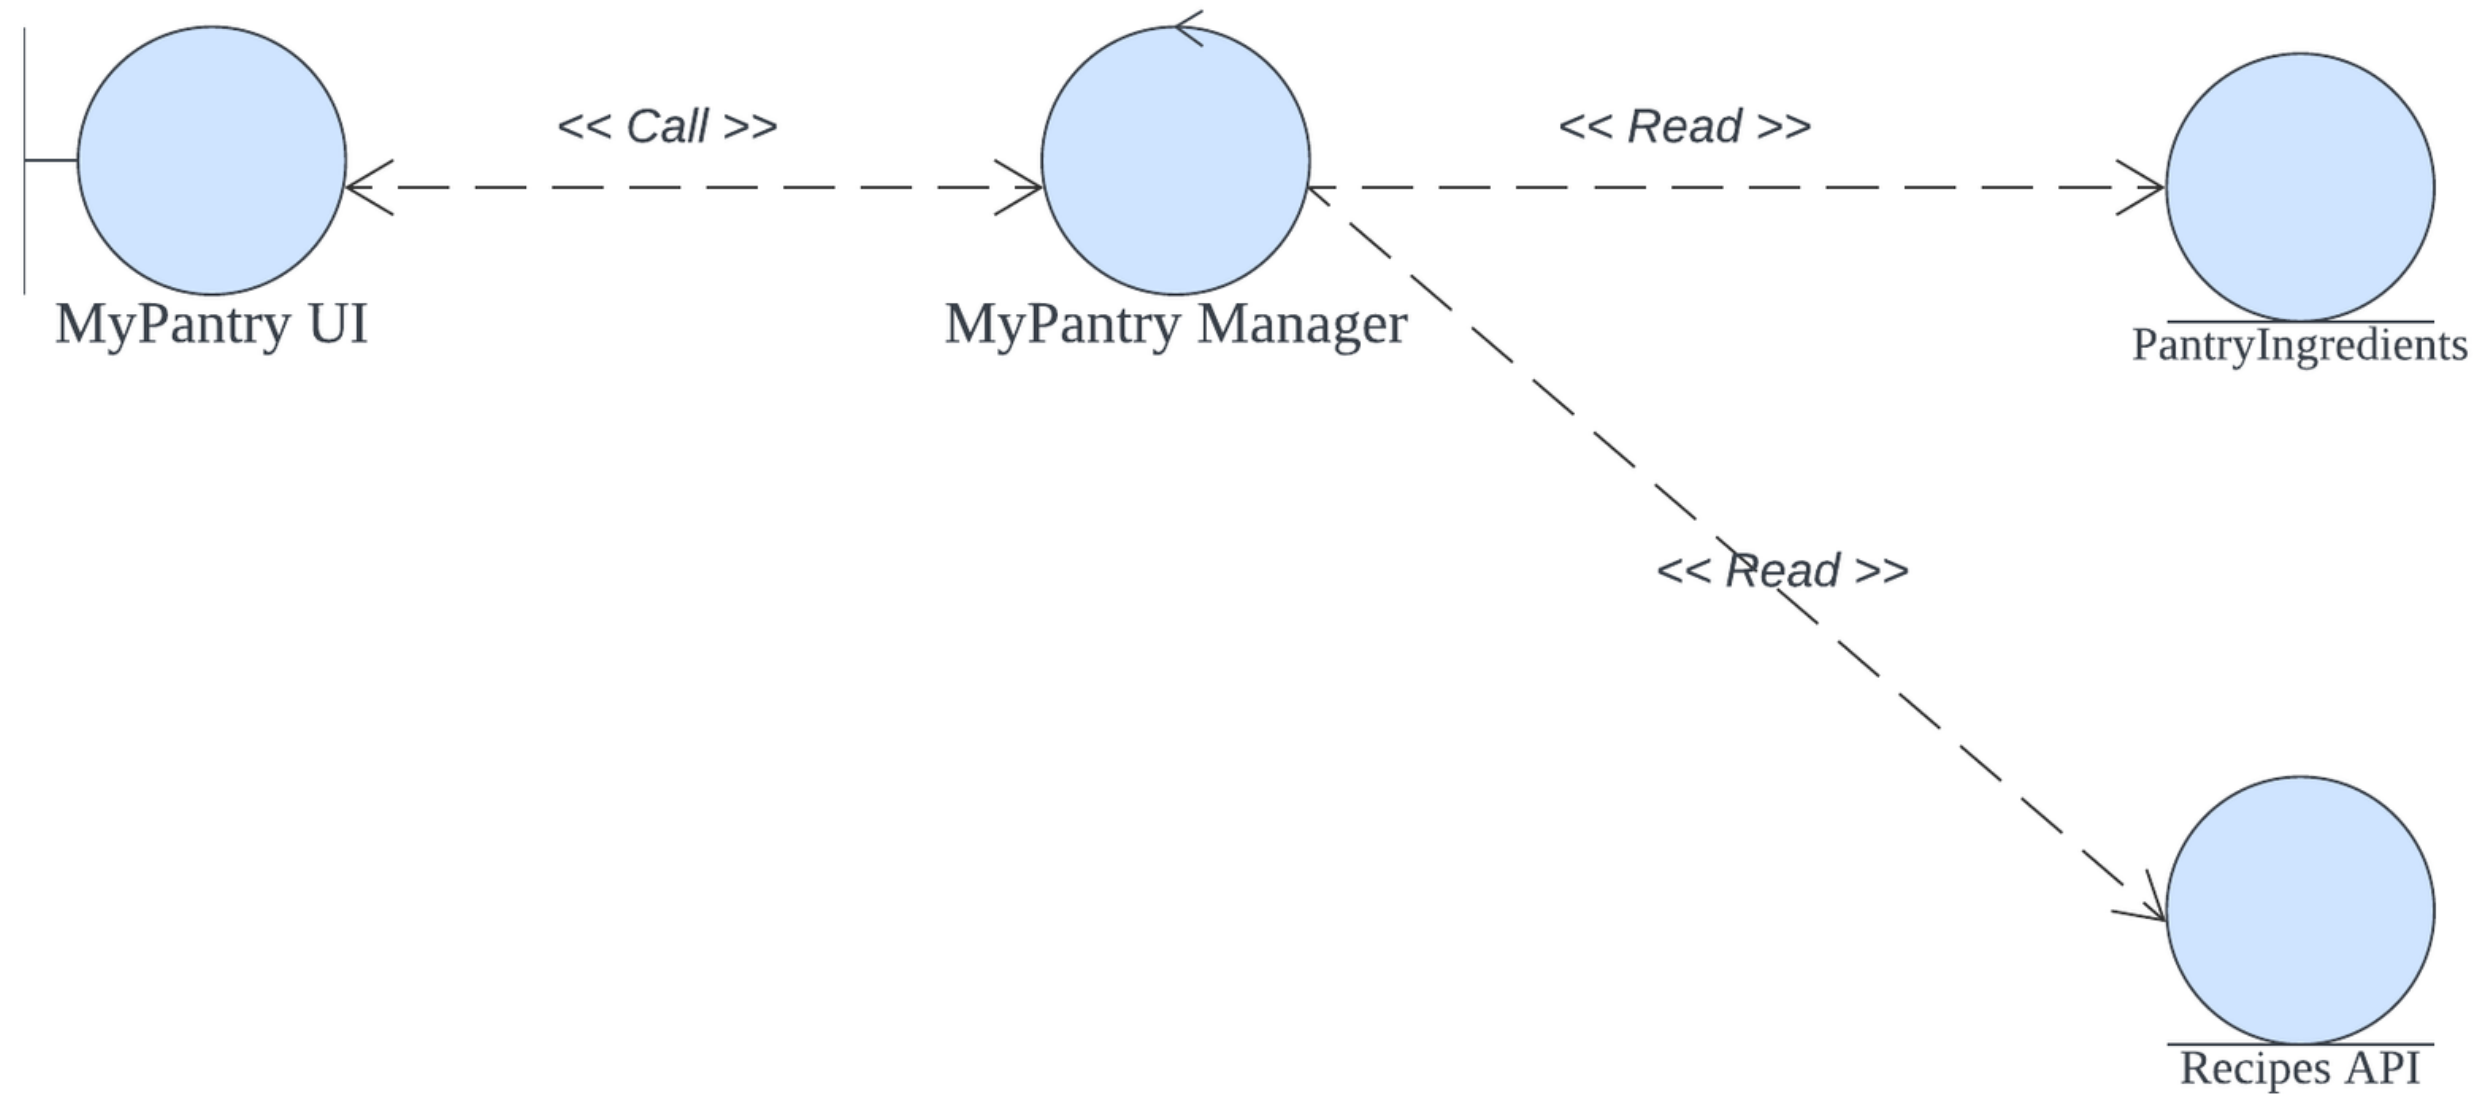 << Call >>
<< Read >>
MyPantry UI
MyPantry Manager
PantryIngredients
<< Read >>
Recipes API